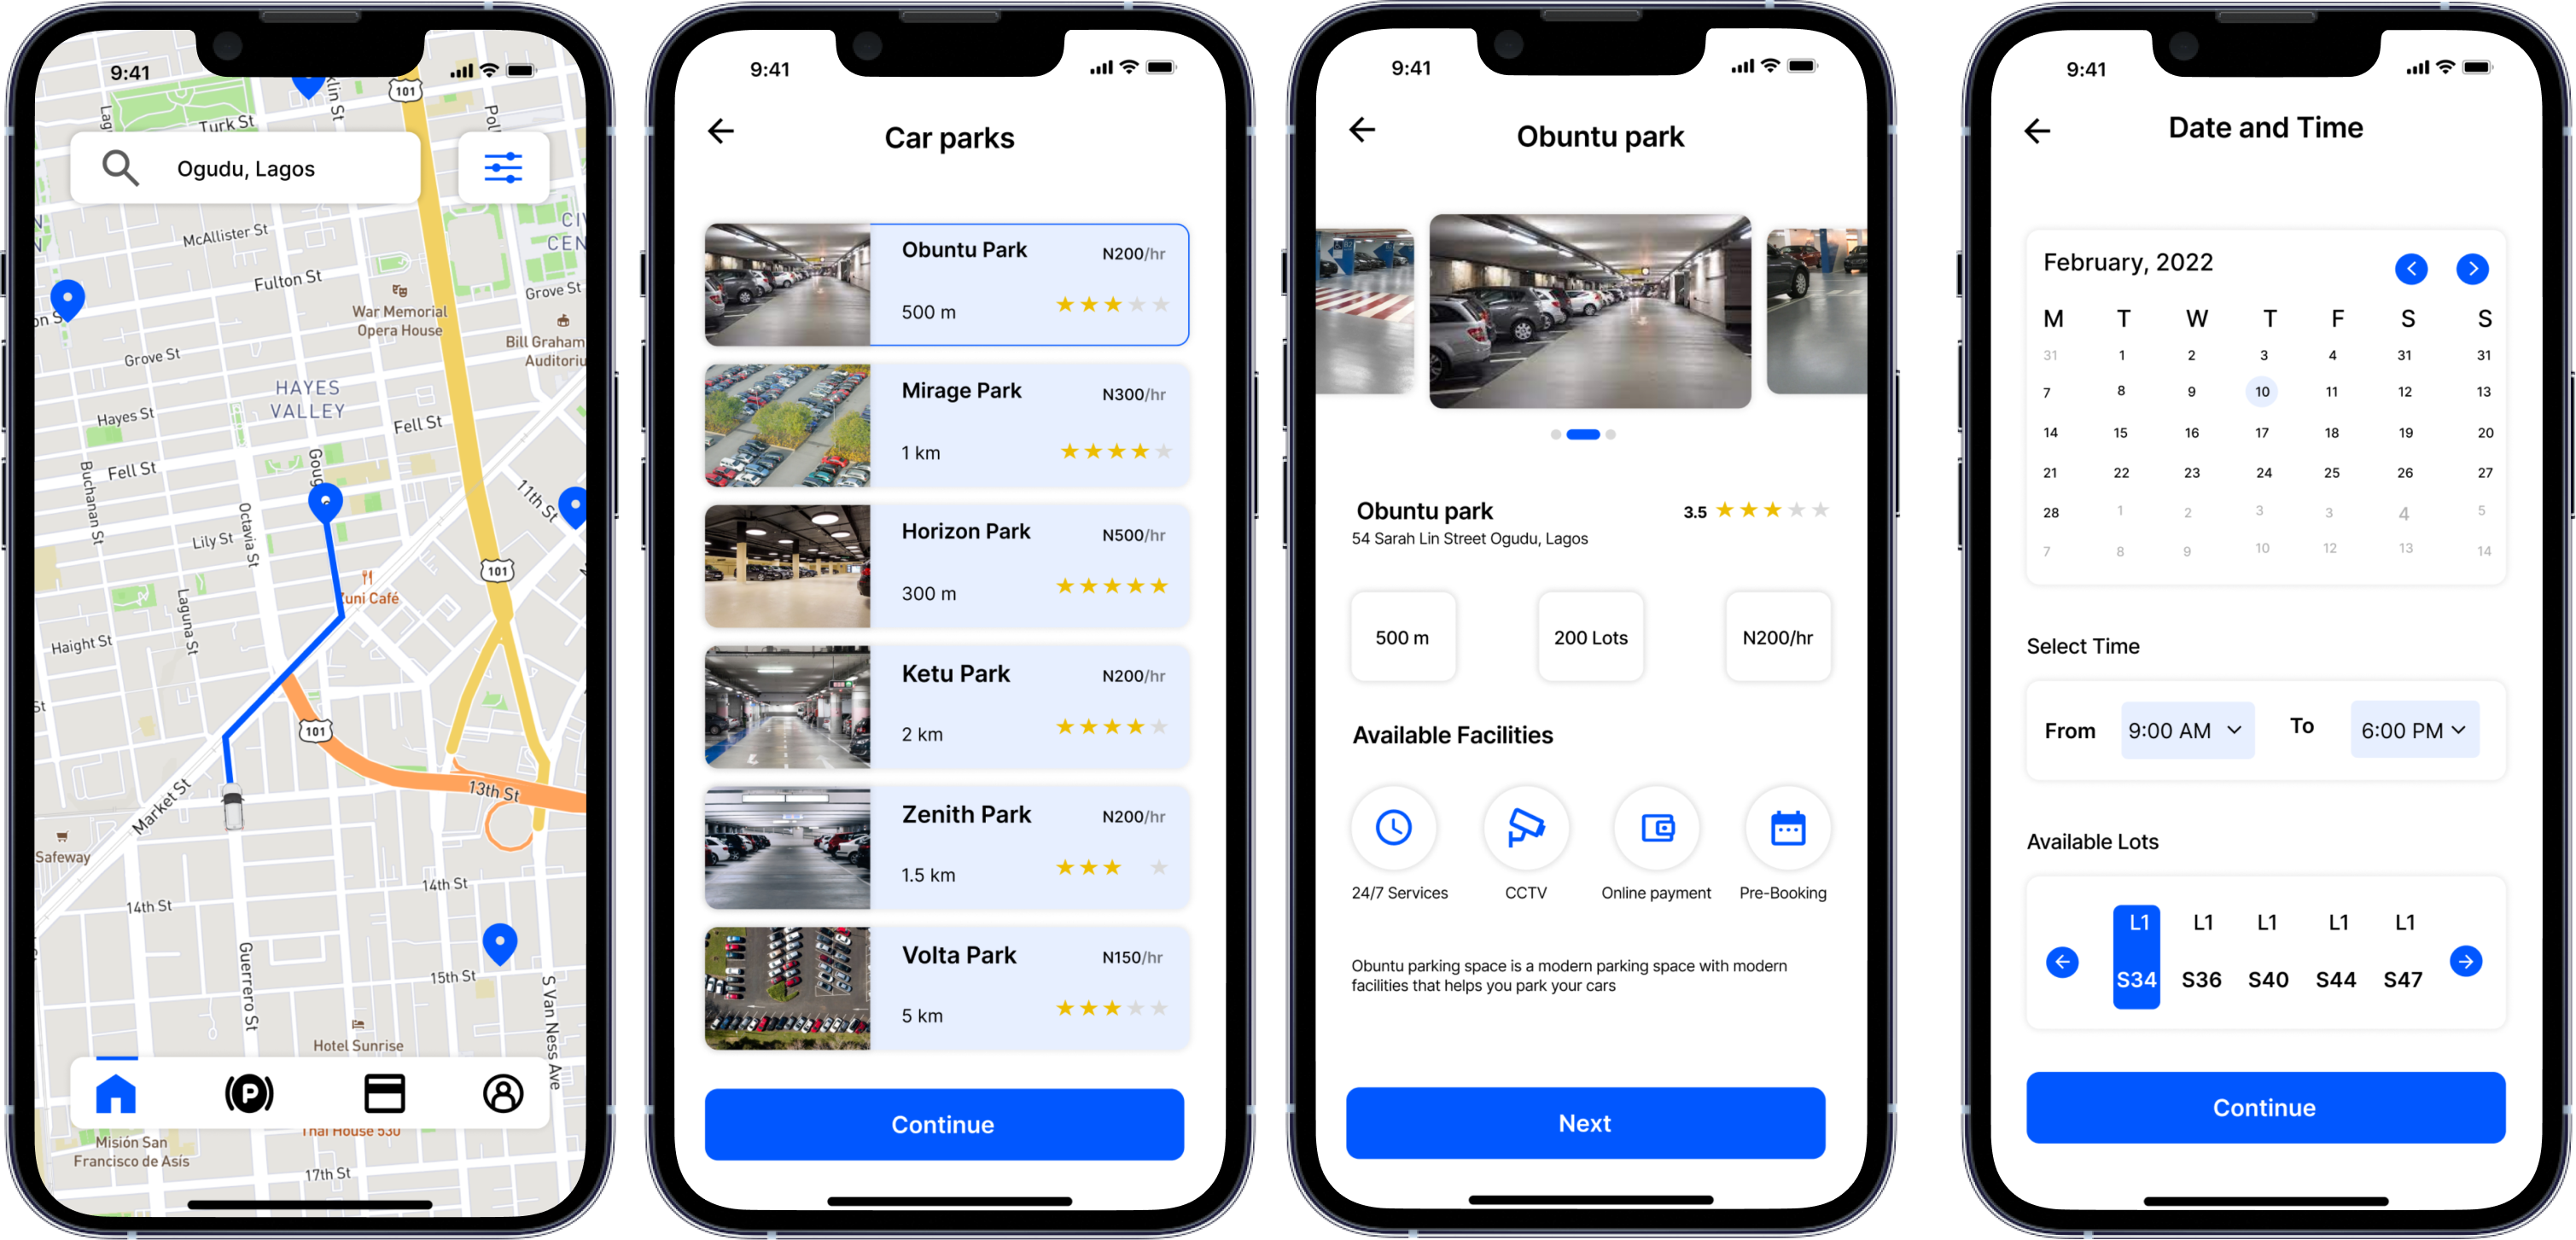 9:41
klin St
101
Lag
Turk St
Pol
Ogudu, Lagos
McAllister St
CIV
CEN
Fulton St
Grove St
War Memorial
Opera House
Bill Graham
Auditoriu
on S
Grove St
HAYES
VALLEY
Hayes St
Fell St
Goug
Fell St
Buchanan St
11th St
Octavia St
Lily St
101
Zuni Café
Laguna St
Haight St
St
101
13th St
Market St
Safeway
14th St
14th St
15th St
Guerrero St
S Van Ness Ave
Hotel Sunrise
Thai House 530
Misión San
Francisco de Asís
17th St
9:41
Car parks
Obuntu Park
N200/hr
500 m
Mirage Park
N300/hr
1 km
Horizon Park
N500/hr
300 m
Ketu Park
N200/hr
2 km
Zenith Park
N200/hr
1.5 km
Volta Park
N150/hr
5 km
Continue
9:41
Obuntu park
Obuntu park
3.5
54 Sarah Lin Street Ogudu, Lagos
500 m
200 Lots
N200/hr
Available Facilities
24/7 Services
CCTV
Online payment
Pre-Booking
Obuntu parking space is a modern parking space with modern
facilities that helps you park your cars
Next
9:41
Date and Time
February, 2022
M T W T F S S
31 1 2 3 4 31 31
7 8 9 10 11 12 13
14 15 16 17 18 19 20
21 22 23 24 25 26 27
28 1 2 3 3 4 5
7 8 9 10 12 13 14
Select Time
From 9:00 AM To 6:00 PM
Available Lots
L1 L1 L1 L1 L1
S34 S36 S40 S44 S47
Continue